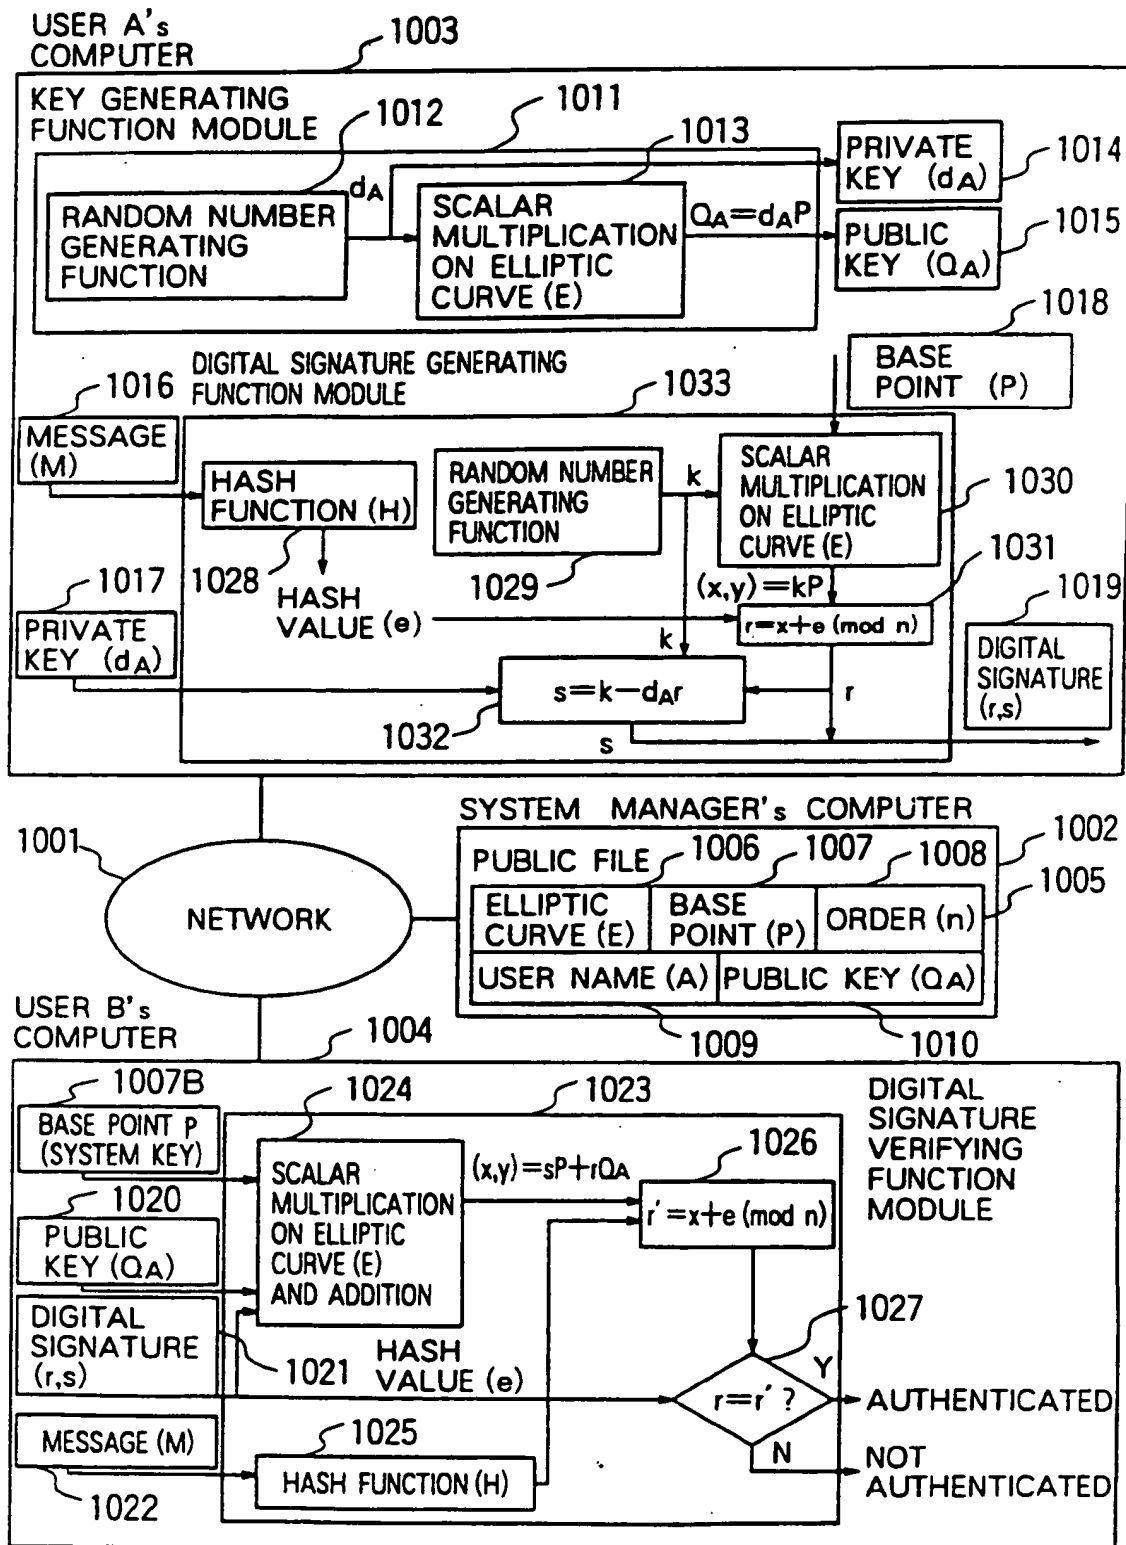 USER A's
COMPUTER
1003
KEY GENERATING
FUNCTION MODULE
1012
1011
1013
RANDOM NUMBER
GENERATING
FUNCTION
dA
SCALAR
MULTIPLICATION
ON ELLIPTIC
CURVE (E)
QA=dAP
PRIVATE
KEY (dA)
1014
PUBLIC
KEY (QA)
1015
1018
BASE
POINT (P)
DIGITAL SIGNATURE GENERATING
FUNCTION MODULE
1033
1016
MESSAGE
(M)
HASH
FUNCTION (H)
1028
HASH
VALUE (e)
RANDOM NUMBER
GENERATING
FUNCTION
1029
k
SCALAR
MULTIPLICATION
ON ELLIPTIC
CURVE (E)
1030
(x,y)=kP
1031
r=x+e (mod n)
1017
PRIVATE
KEY (dA)
k
s=k-dAr
1032
r
s
1019
DIGITAL
SIGNATURE
(r,s)
1001
NETWORK
SYSTEM MANAGER's COMPUTER
1002
PUBLIC FILE
1006
1007
1008
1005
ELLIPTIC
CURVE (E)
BASE
POINT (P)
ORDER (n)
USER NAME (A)
PUBLIC KEY (QA)
1009
1010
USER B's
COMPUTER
1004
1007B
BASE POINT P
(SYSTEM KEY)
1020
PUBLIC
KEY (QA)
DIGITAL
SIGNATURE
(r,s)
1021
MESSAGE (M)
1022
1024
1023
SCALAR
MULTIPLICATION
ON ELLIPTIC
CURVE (E)
AND ADDITION
(x,y)=sP+rQA
1026
r'=x+e (mod n)
DIGITAL
SIGNATURE
VERIFYING
FUNCTION
MODULE
HASH
VALUE (e)
1025
HASH FUNCTION (H)
1027
r=r' ?
Y
AUTHENTICATED
N
NOT
AUTHENTICATED